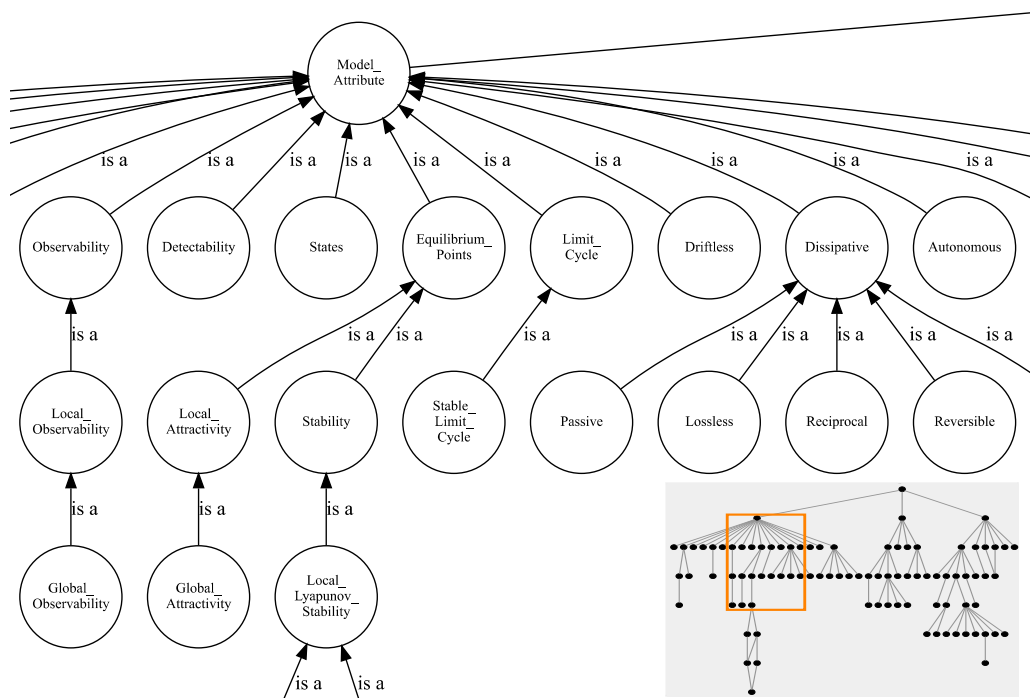 Model_
Attribute
is a
is a
is a
is a
is a
is a
is a
is a
is a
is a
Observability
Detectability
States
Equilibrium_
Points
Limit_
Cycle
Driftless
Dissipative
Autonomous
is a
is a
is a
is a
is a
is a
is a
is a
is a
Local_
Observability
Local_
Attractivity
Stability
Stable_
Limit_
Cycle
Passive
Lossless
Reciprocal
Reversible
is a
is a
is a
Global_
Observability
Global_
Attractivity
Local_
Lyapunov_
Stability
is a
is a